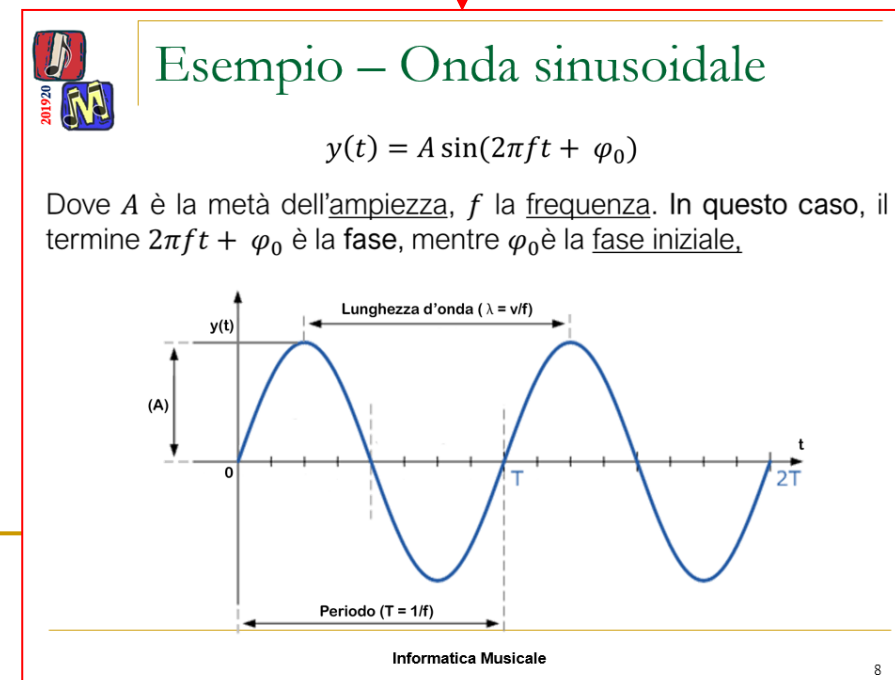 Esempio – Onda sinusoidale
201920
M
y(t) = A sin(2πft + φ₀)
Dove A è la metà dell'ampiezza, f la frequenza. In questo caso, il
termine 2πft + φ₀ è la fase, mentre φ₀è la fase iniziale,
Lunghezza d'onda ( λ = v/f)
y(t)
(A)
t
0
T
2T
Periodo (T = 1/f)
Informatica Musicale
8